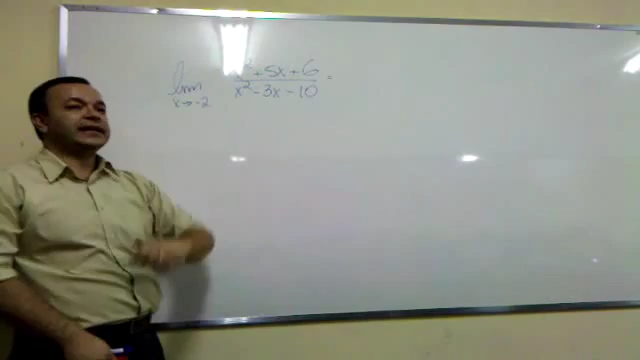 lim x² + 5x + 6 =
x → -2 x² - 3x - 10